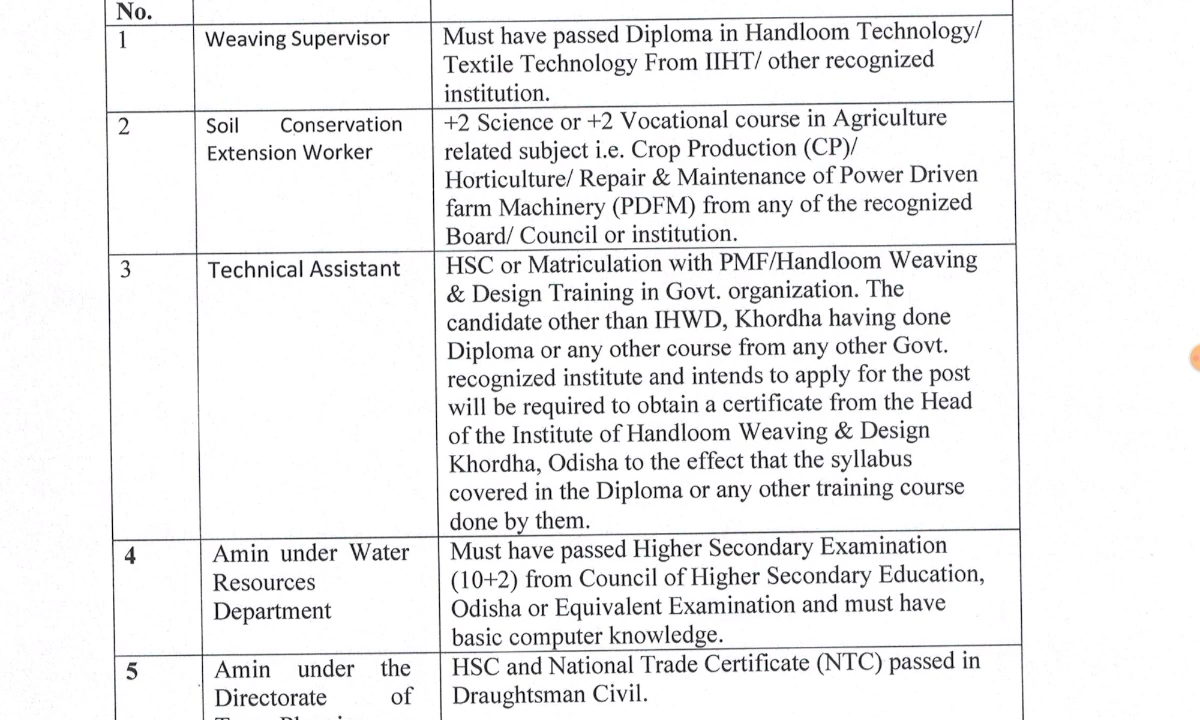 No.
1
Weaving Supervisor
Must have passed Diploma in Handloom Technology/
Textile Technology From IIHT/ other recognized
institution.
2
Soil Conservation
Extension Worker
+2 Science or +2 Vocational course in Agriculture
related subject i.e. Crop Production (CP)/
Horticulture/ Repair & Maintenance of Power Driven
farm Machinery (PDFM) from any of the recognized
Board/ Council or institution.
3
Technical Assistant
HSC or Matriculation with PMF/Handloom Weaving
& Design Training in Govt. organization. The
candidate other than IHWD, Khordha having done
Diploma or any other course from any other Govt.
recognized institute and intends to apply for the post
will be required to obtain a certificate from the Head
of the Institute of Handloom Weaving & Design
Khordha, Odisha to the effect that the syllabus
covered in the Diploma or any other training course
done by them.
4
Amin under Water
Resources
Department
Must have passed Higher Secondary Examination
(10+2) from Council of Higher Secondary Education,
Odisha or Equivalent Examination and must have
basic computer knowledge.
5
Amin under the
Directorate of
HSC and National Trade Certificate (NTC) passed in
Draughtsman Civil.